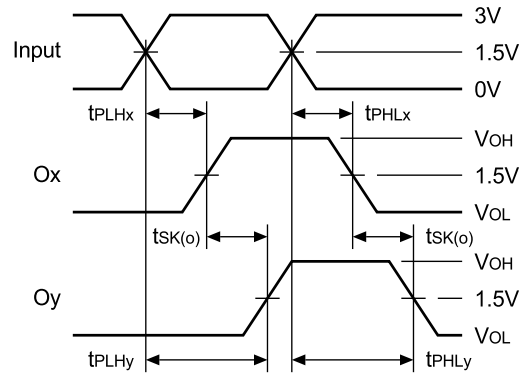 3V
Input
1.5V
0V
tPLHx
tPHLx
VOH
Ox
1.5V
VOL
tSK(o)
tSK(o)
VOH
Oy
1.5V
VOL
tPLHy
tPHLy